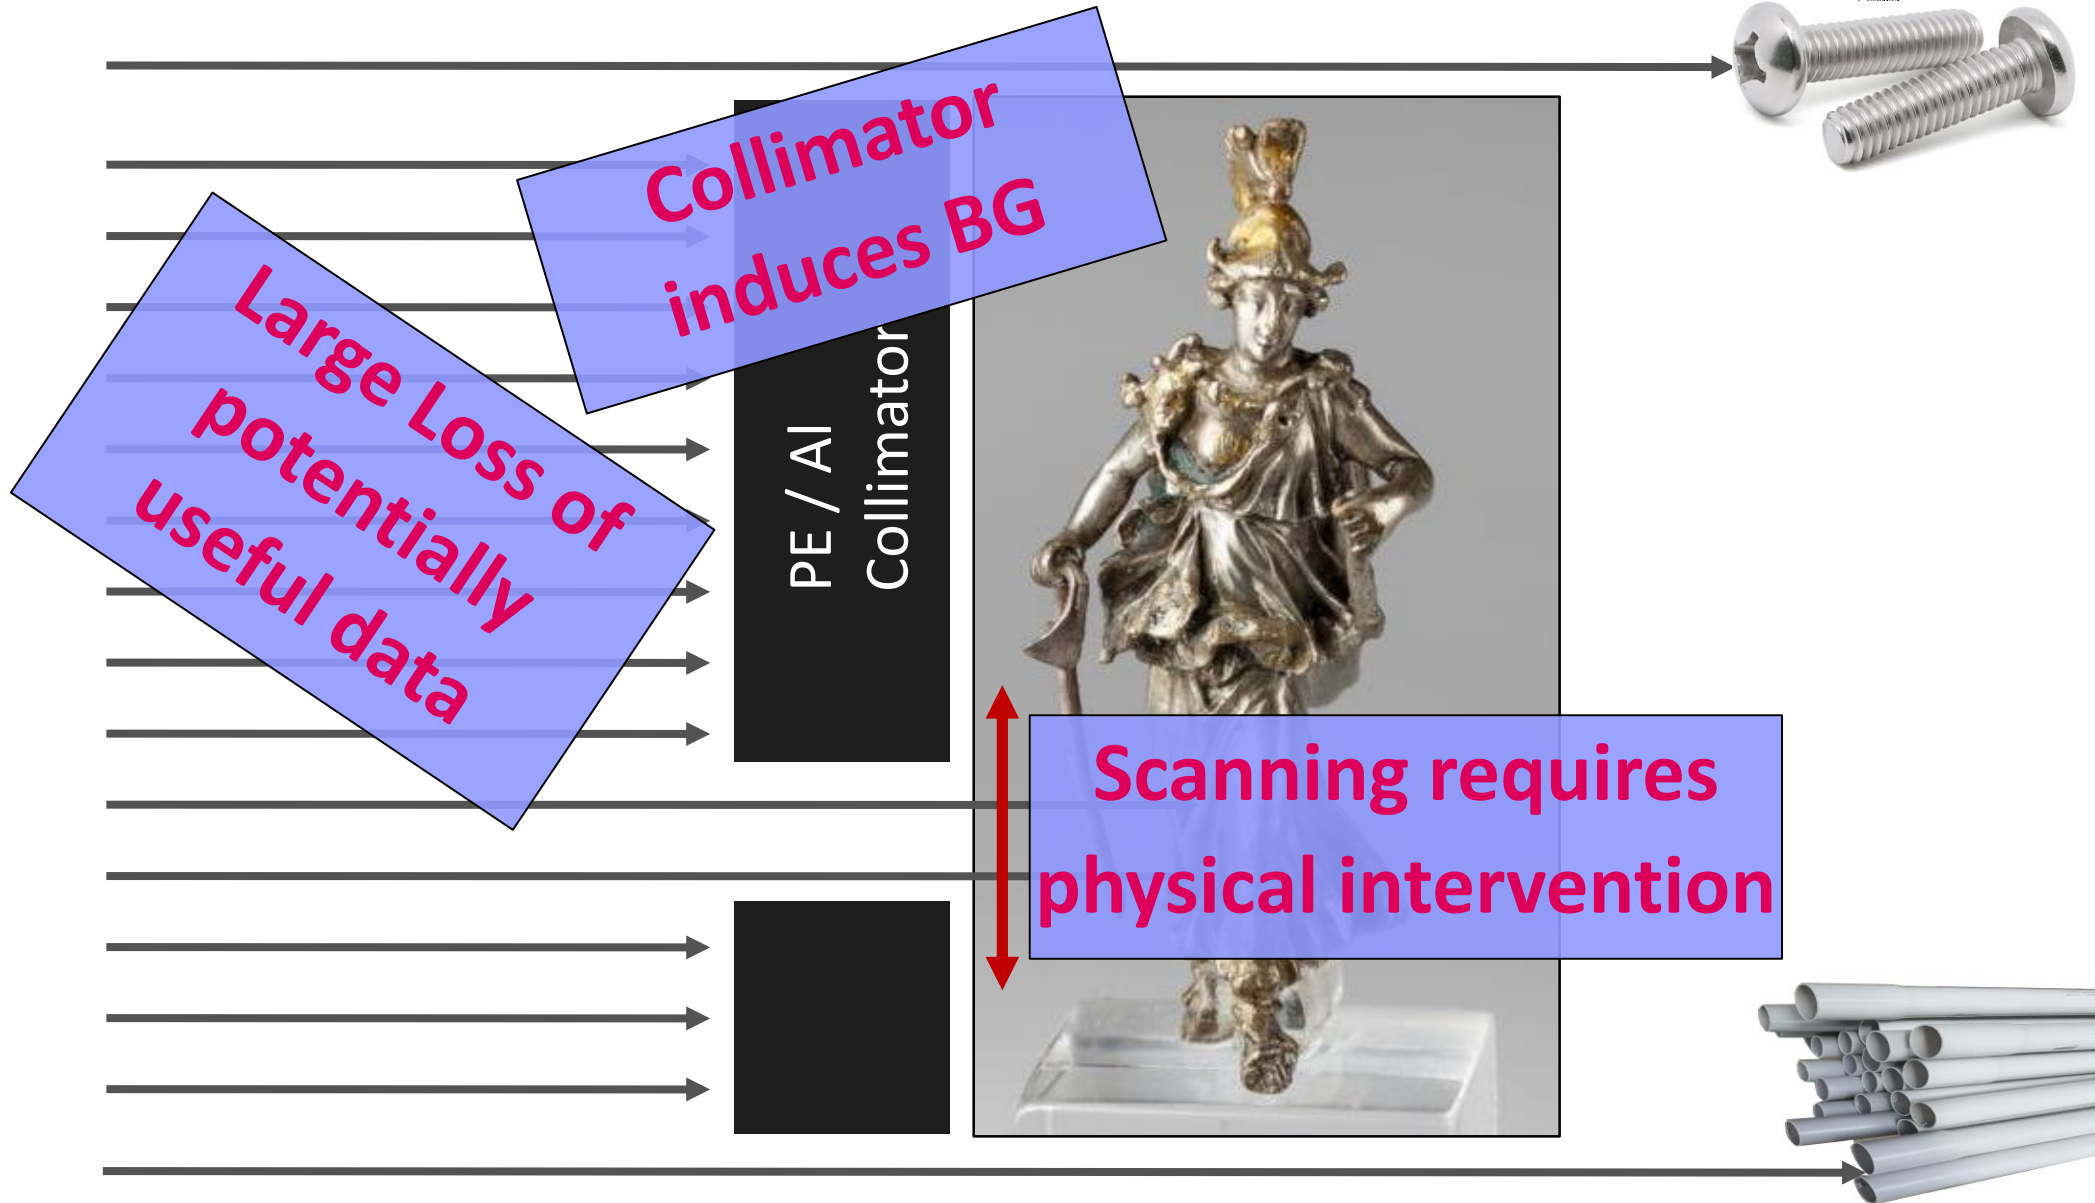 Collimator
induces BG
Large Loss of
potentially
useful data
PE / Al
Collimator
Scanning requires
physical intervention